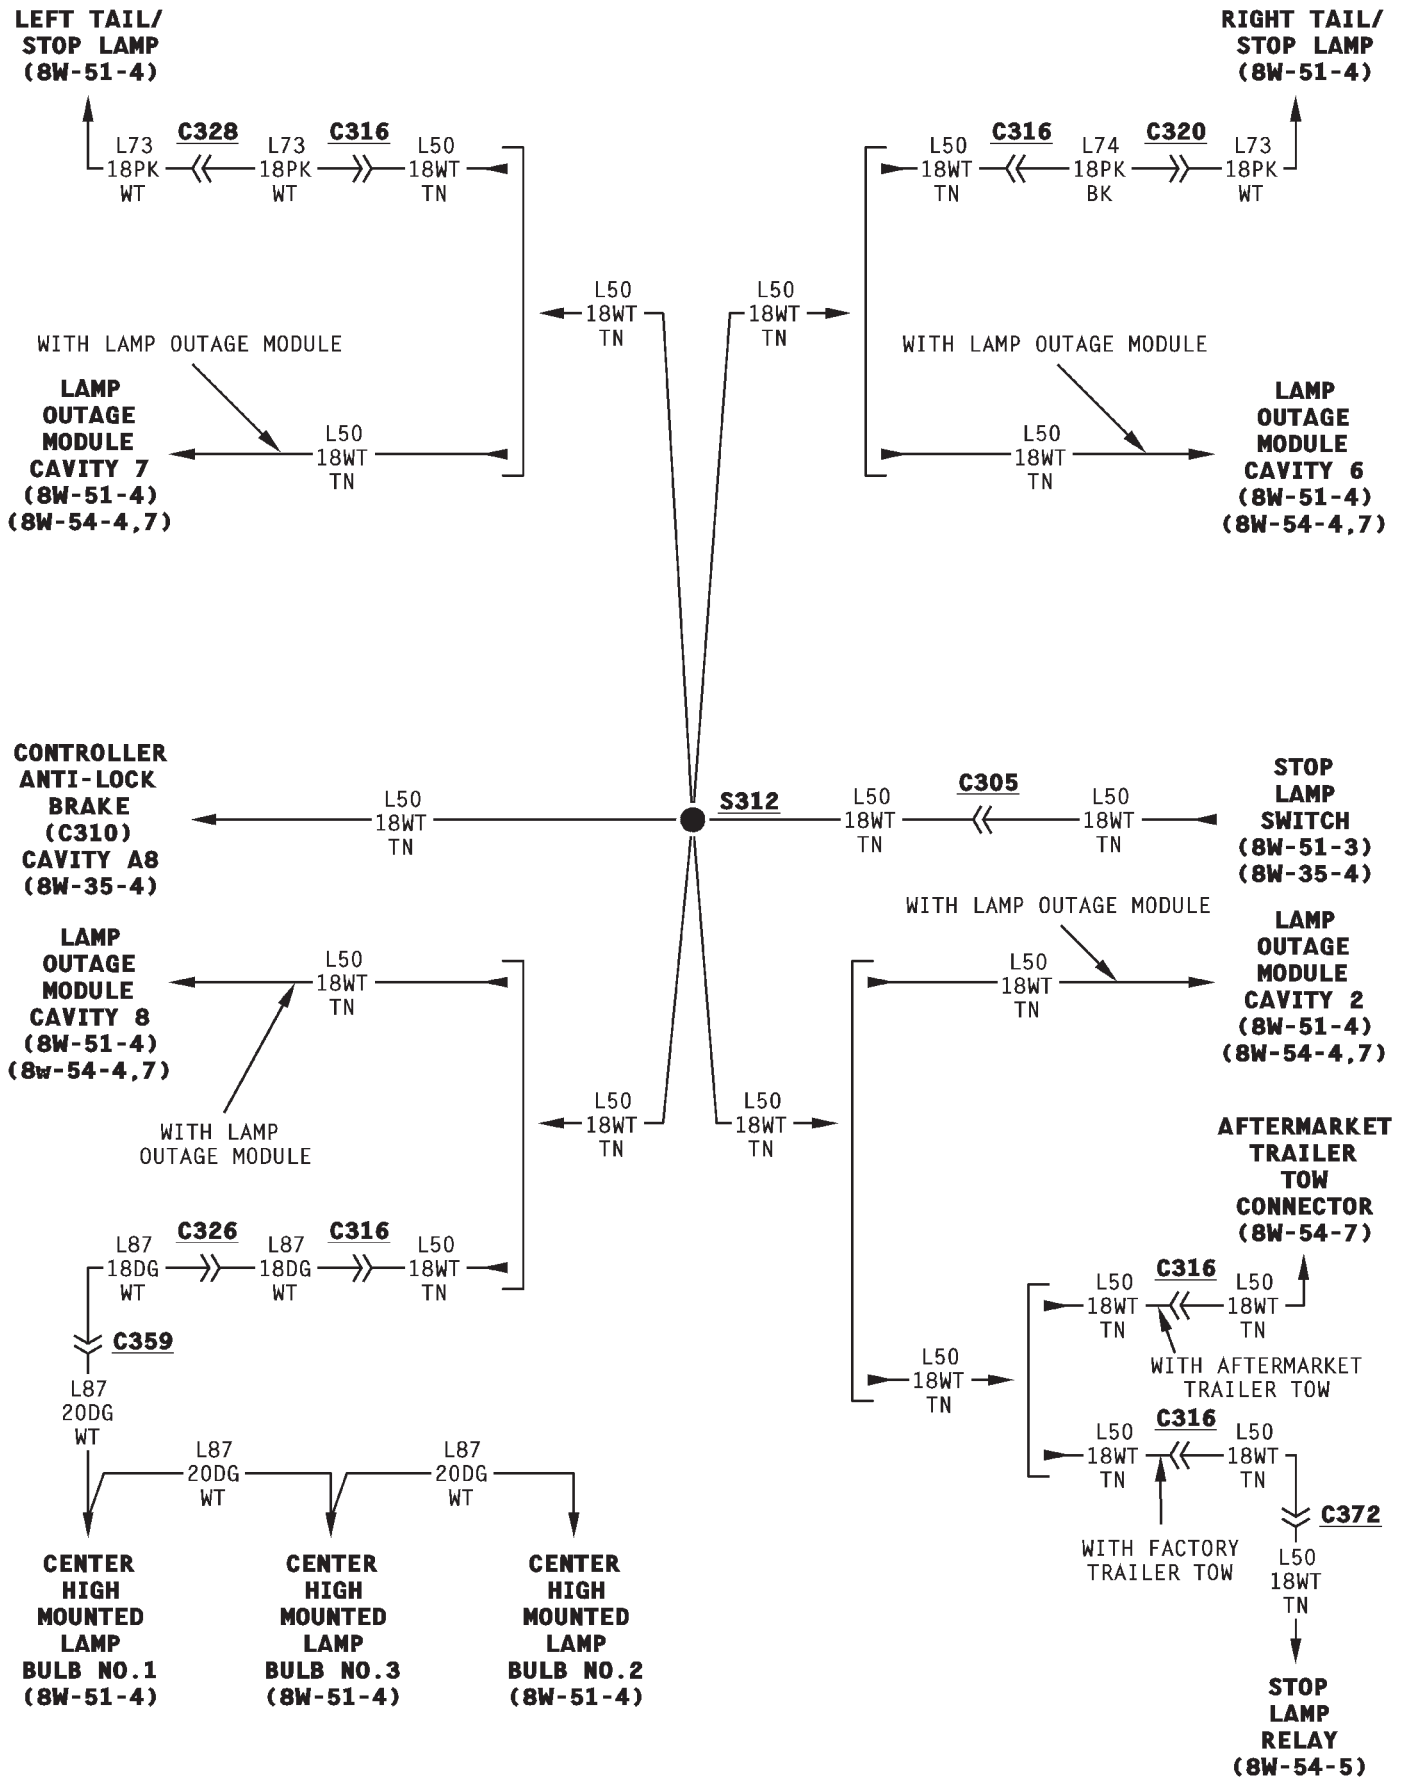 LEFT TAIL/
STOP LAMP
(8W-51-4)
RIGHT TAIL/
STOP LAMP
(8W-51-4)
L73
18PK
WT
C328
L73
18PK
WT
C316
L50
18WT
TN
L50
18WT
TN
C316
L74
18PK
BK
C320
L73
18PK
WT
L50
18WT
TN
L50
18WT
TN
WITH LAMP OUTAGE MODULE
LAMP
OUTAGE
MODULE
CAVITY 7
(8W-51-4)
(8W-54-4,7)
L50
18WT
TN
WITH LAMP OUTAGE MODULE
L50
18WT
TN
LAMP
OUTAGE
MODULE
CAVITY 6
(8W-51-4)
(8W-54-4,7)
CONTROLLER
ANTI-LOCK
BRAKE
(C310)
CAVITY A8
(8W-35-4)
L50
18WT
TN
S312
L50
18WT
TN
C305
L50
18WT
TN
STOP
LAMP
SWITCH
(8W-51-3)
(8W-35-4)
LAMP
OUTAGE
MODULE
CAVITY 8
(8W-51-4)
(8w-54-4,7)
L50
18WT
TN
WITH LAMP
OUTAGE MODULE
WITH LAMP OUTAGE MODULE
L50
18WT
TN
LAMP
OUTAGE
MODULE
CAVITY 2
(8W-51-4)
(8W-54-4,7)
L50
18WT
TN
L50
18WT
TN
AFTERMARKET
TRAILER
TOW
CONNECTOR
(8W-54-7)
L87
18DG
WT
C326
L87
18DG
WT
C316
L50
18WT
TN
C359
L87
20DG
WT
L87
20DG
WT
L87
20DG
WT
L50
18WT
TN
L50
18WT
TN
C316
L50
18WT
TN
WITH AFTERMARKET
TRAILER TOW
L50
18WT
TN
C316
L50
18WT
TN
WITH FACTORY
TRAILER TOW
C372
L50
18WT
TN
CENTER
HIGH
MOUNTED
LAMP
BULB NO.1
(8W-51-4)
CENTER
HIGH
MOUNTED
LAMP
BULB NO.3
(8W-51-4)
CENTER
HIGH
MOUNTED
LAMP
BULB NO.2
(8W-51-4)
STOP
LAMP
RELAY
(8W-54-5)